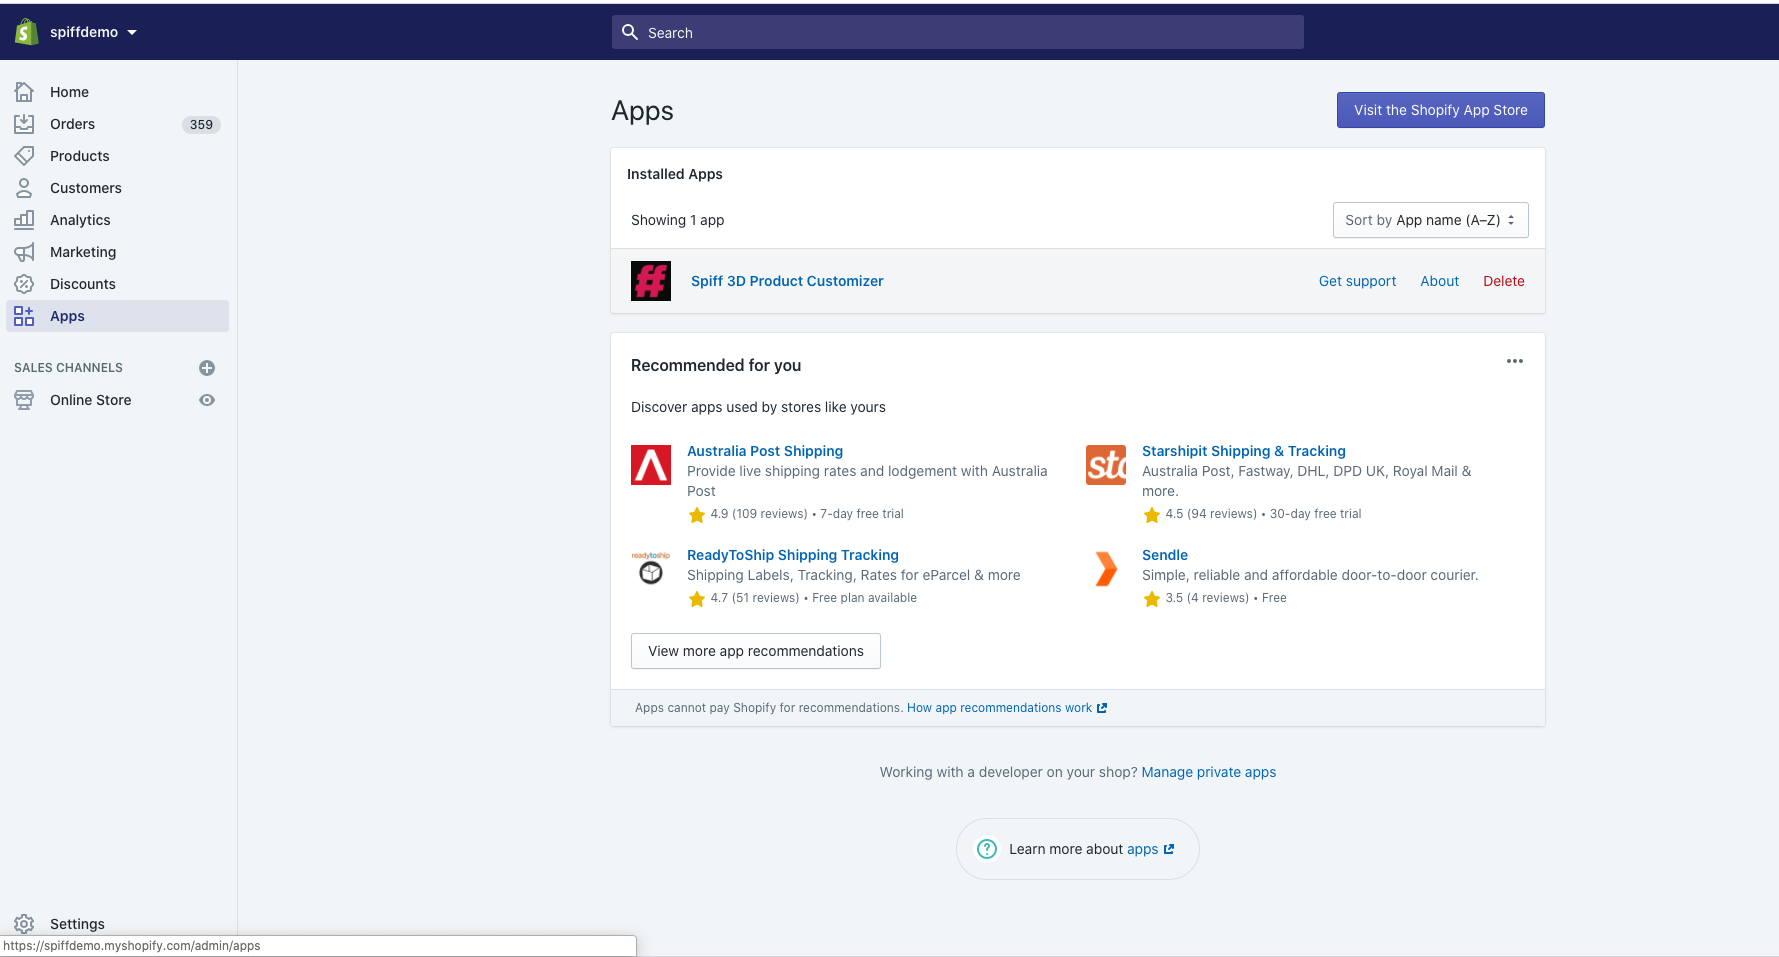 spiffdemo
Search
Home
Orders 359
Products
Customers
Analytics
Marketing
Discounts
Apps
SALES CHANNELS
Online Store
Settings
https://spiffdemo.myshopify.com/admin/apps
Apps
Visit the Shopify App Store
Installed Apps
Showing 1 app
Sort by App name (A–Z)
Spiff 3D Product Customizer
Get support
About
Delete
Recommended for you
Discover apps used by stores like yours
Australia Post Shipping
Provide live shipping rates and lodgement with Australia
Post
4.9 (109 reviews) • 7-day free trial
sta
Starshipit Shipping & Tracking
Australia Post, Fastway, DHL, DPD UK, Royal Mail &
more.
4.5 (94 reviews) • 30-day free trial
readytoship
ReadyToShip Shipping Tracking
Shipping Labels, Tracking, Rates for eParcel & more
4.7 (51 reviews) • Free plan available
Sendle
Simple, reliable and affordable door-to-door courier.
3.5 (4 reviews) • Free
View more app recommendations
Apps cannot pay Shopify for recommendations. How app recommendations work
Working with a developer on your shop? Manage private apps
Learn more about apps